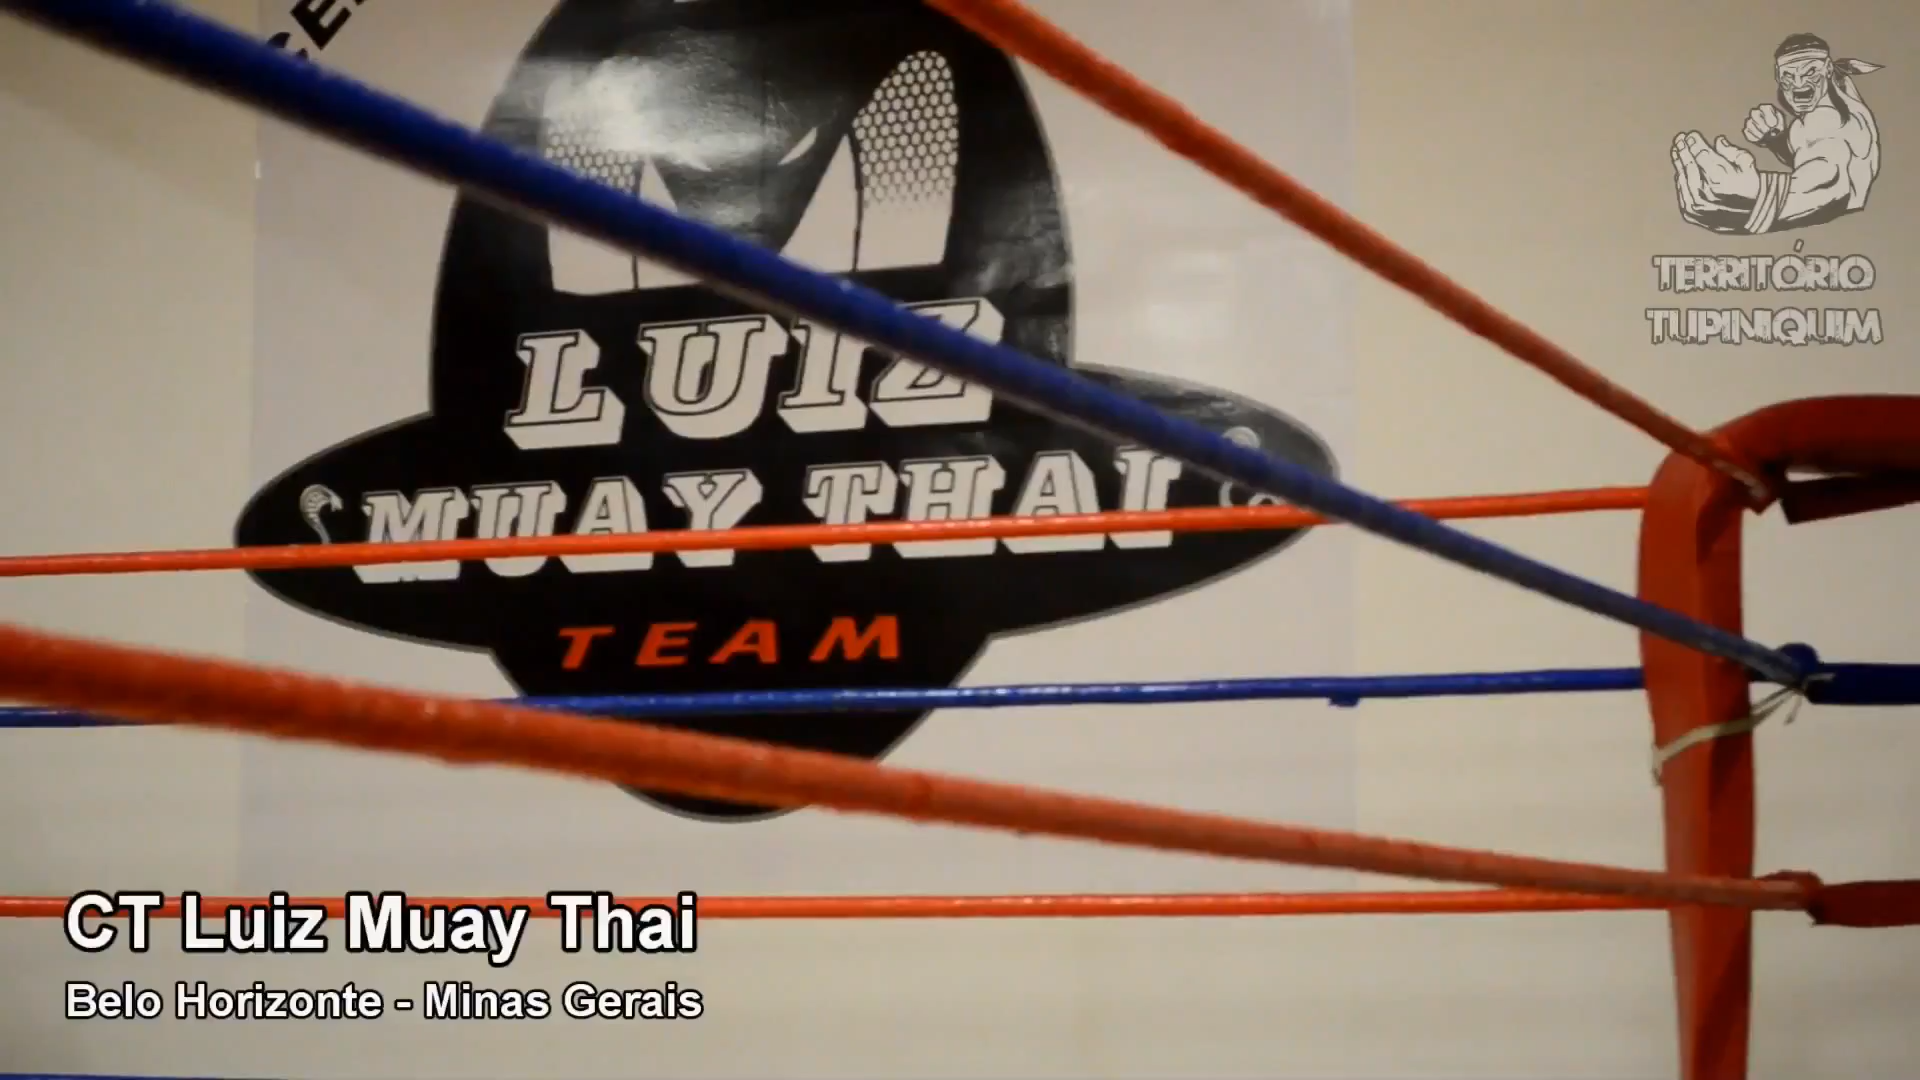 TERRITÓRIO
TUPINIQUIM
LUIZ
MUAY THAI
TEAM
CT Luiz Muay Thai
Belo Horizonte - Minas Gerais